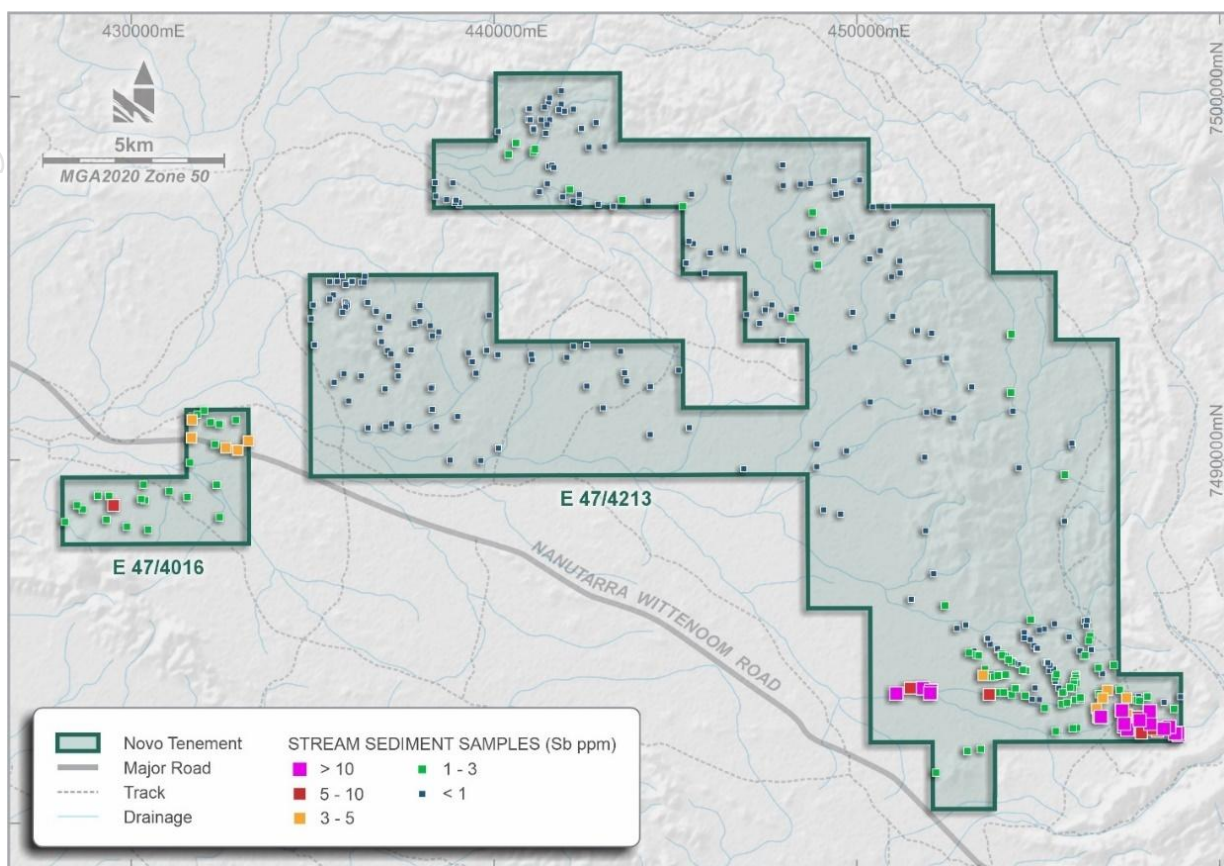 430000mE
440000mE
450000mE
7500000mN
5km
MGA2020 Zone 50
7490000mN
E 47/4213
E 47/4016
NANUTARRA WITTENOOM ROAD
Novo Tenement
Major Road
Track
Drainage
STREAM SEDIMENT SAMPLES (Sb ppm)
> 10
5 - 10
3 - 5
1 - 3
< 1